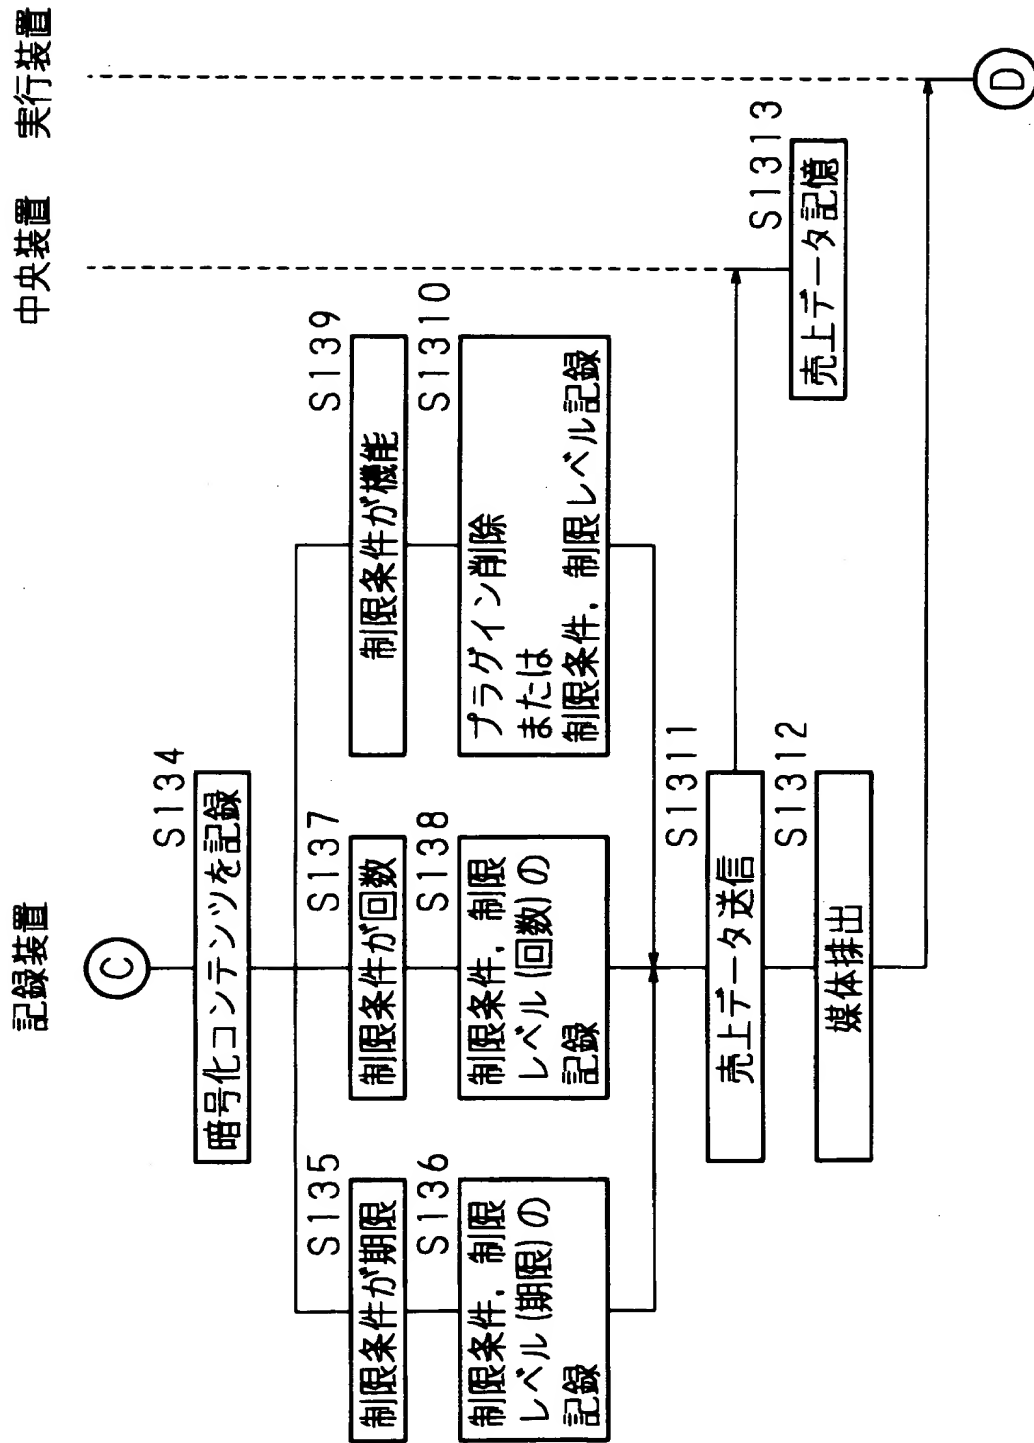 記録装置 中央装置 実行装置
C
S134
暗号化コンテンツを記録
S135
制限条件が期限
S137
制限条件が回数
S139
制限条件が機能
S136
制限条件，制限
レベル(期限)の
記録
S138
制限条件，制限
レベル(回数)の
記録
S1310
プラグイン削除
または
制限条件，制限レベル記録
S1311
売上データ送信
S1313
売上データ記憶
S1312
媒体排出
D